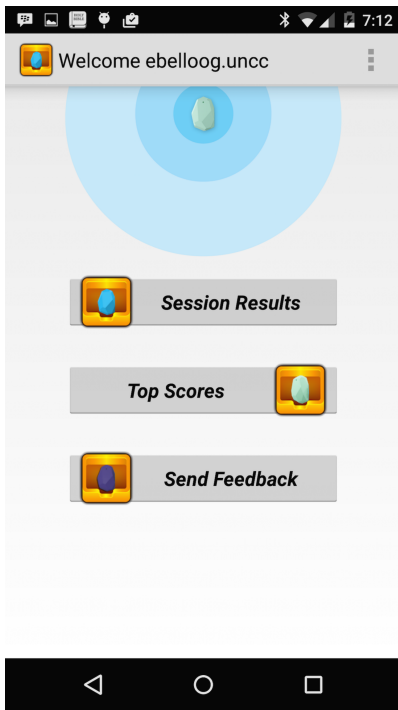 7:12
Welcome ebelloog.uncc
Session Results
Top Scores
Send Feedback